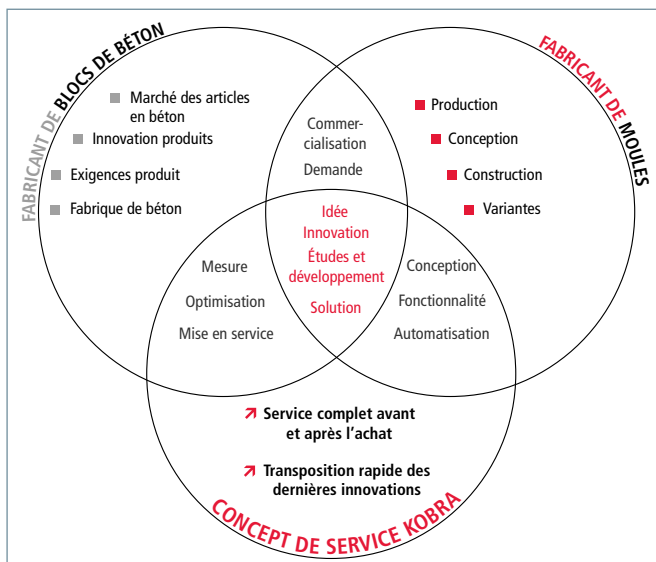 FABRICANT DE BLOCS DE BÉTON
Marché des articles
en béton
Innovation produits
Exigences produit
Fabrique de béton
Commer-
cialisation
Demande
FABRICANT DE MOULES
Production
Conception
Construction
Variantes
Idée
Innovation
Études et
développement
Solution
Mesure
Optimisation
Mise en service
Conception
Fonctionnalité
Automatisation
Service complet avant
et après l’achat
Transposition rapide des
dernières innovations
CONCEPT DE SERVICE KOBRA